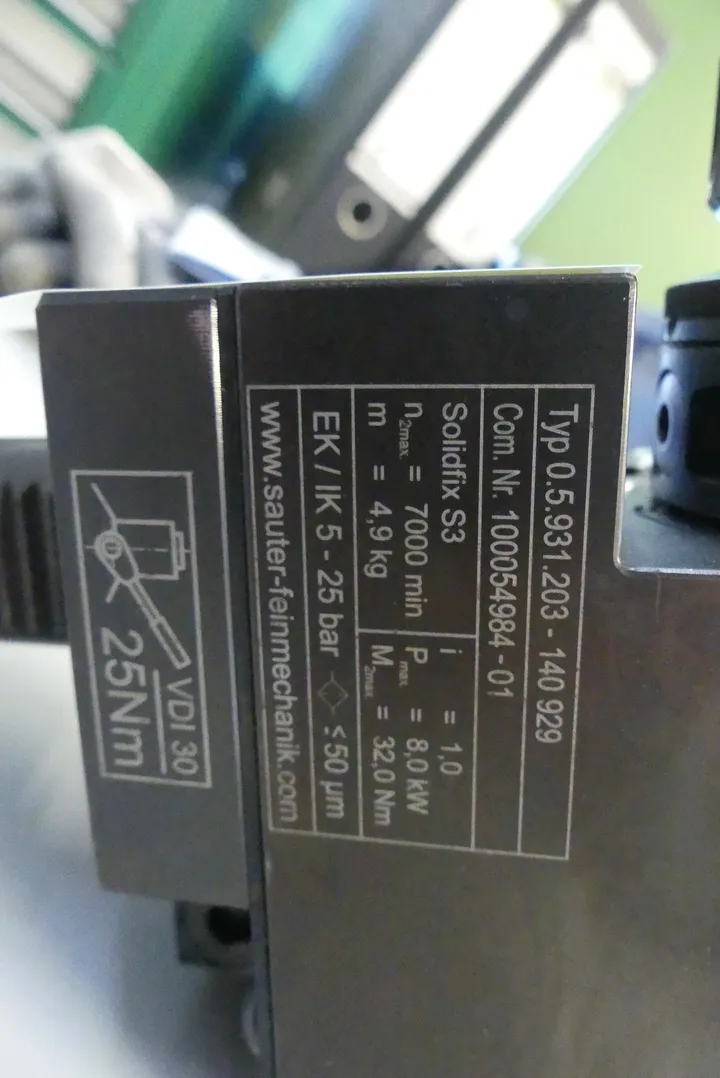 Typ 0.5.931.203 - 140 929
Com. Nr. 100054984 - 01
Solidfix S3
n2max. = 7000 min
m = 4,9 kg
i = 1,0
Pmax. = 8,0 kW
M2max. = 32,0 Nm
EK / IK 5 - 25 bar ≤ 50 µm
www.sauter-feinmechanik.com
VDI 30
25Nm